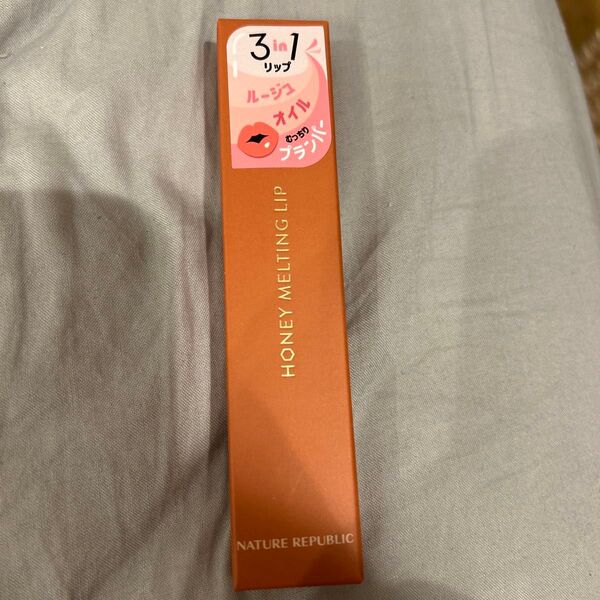 3in1
リップ
ルージュ
オイル
むっちり
プランパー
HONEY MELTING LIP
NATURE REPUBLIC